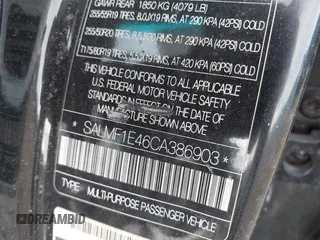 GAWR REAR 1850 KG (4079 LB)
255/55R19 TIRES, 8.0JX19 RIMS, AT 290 KPA (42PSI) COLD
255/50R20 TIRES, 8.5JX20 RIMS, AT 290 KPA (42PSI) COLD
T175/80R19 TIRES, 5.5JX19 RIMS, AT 420 KPA (60PSI) COLD
THIS VEHICLE CONFORMS TO ALL APPLICABLE
U.S. FEDERAL MOTOR VEHICLE SAFETY
STANDARDS IN EFFECT ON THE DATE OF
MANUFACTURE SHOWN ABOVE
*SALMF1E46CA386903*
TYPE: MULTI-PURPOSE PASSENGER VEHICLE
DREAMBID